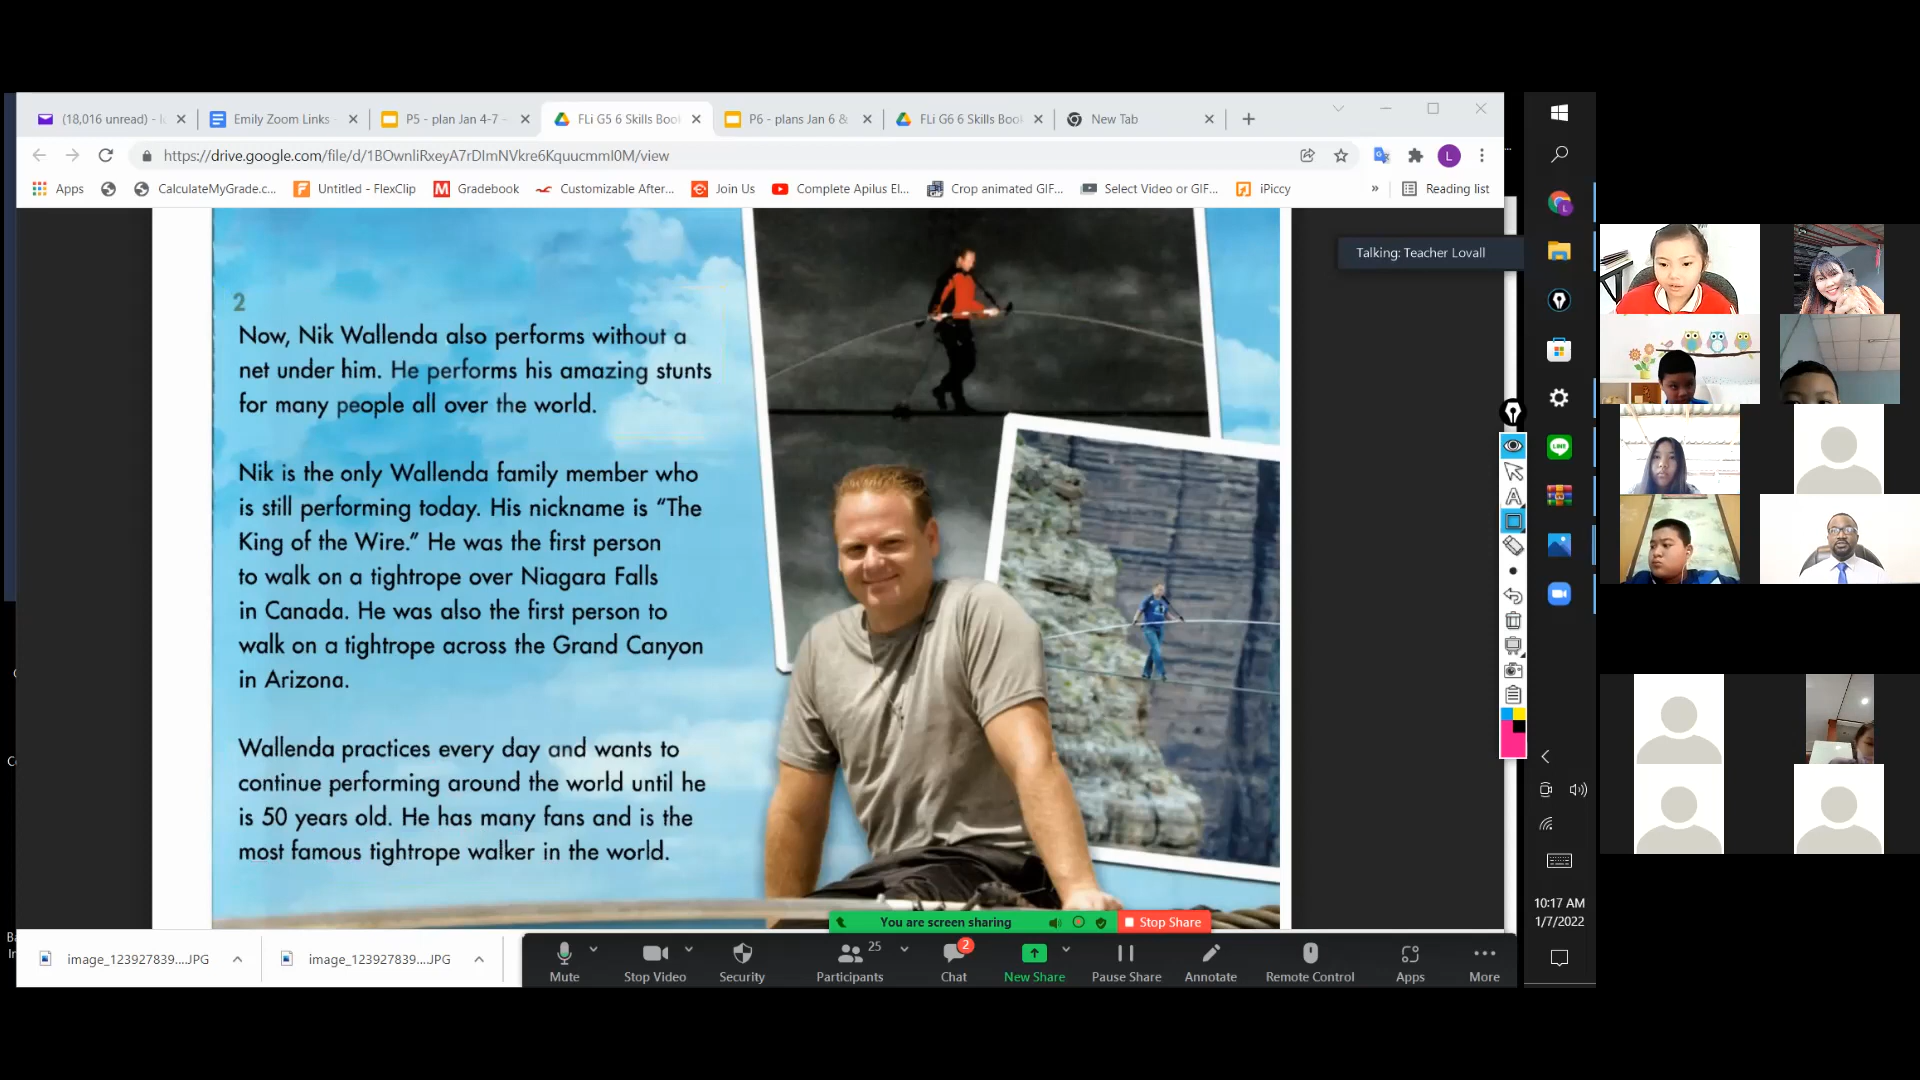 (18,016 unread) -
Emily Zoom Links -
P5 - plan Jan 4-7 -
FLi G5 6 Skills Book
P6 - plans Jan 6 &
FLi G6 6 Skills Book
New Tab
https://drive.google.com/file/d/1BOwnliRxeyA7rDImNVkre6KquucmmI0M/view
L
Apps
CalculateMyGrade.c...
Untitled - FlexClip
Gradebook
Customizable After...
Join Us
Complete Apilus El...
Crop animated GIF...
Select Video or GIF...
iPiccy
»
Reading list
Talking: Teacher Lovall
2
Now, Nik Wallenda also performs without a
net under him. He performs his amazing stunts
for many people all over the world.
Nik is the only Wallenda family member who
is still performing today. His nickname is “The
King of the Wire.” He was the first person
to walk on a tightrope over Niagara Falls
in Canada. He was also the first person to
walk on a tightrope across the Grand Canyon
in Arizona.
Wallenda practices every day and wants to
continue performing around the world until he
is 50 years old. He has many fans and is the
most famous tightrope walker in the world.
You are screen sharing
Stop Share
image_123927839....JPG
image_123927839....JPG
Mute
Stop Video
Security
Participants
25
Chat
2
New Share
Pause Share
Annotate
Remote Control
Apps
More
LINE
10:17 AM
1/7/2022